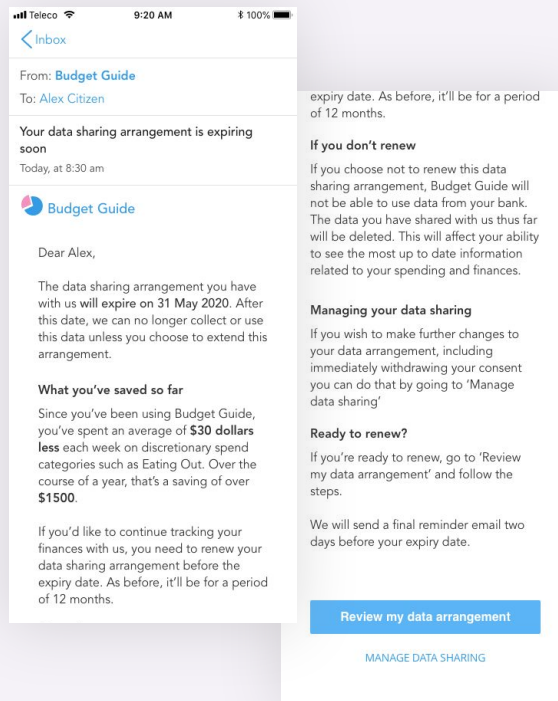 Teleco 9:20 AM 100%
Inbox
From: Budget Guide
To: Alex Citizen
Your data sharing arrangement is expiring
soon
Today, at 8:30 am
Budget Guide
Dear Alex,
The data sharing arrangement you have
with us will expire on 31 May 2020. After
this date, we can no longer collect or use
this data unless you choose to extend this
arrangement.
What you’ve saved so far
Since you’ve been using Budget Guide,
you’ve spent an average of $30 dollars
less each week on discretionary spend
categories such as Eating Out. Over the
course of a year, that’s a saving of over
$1500.
If you’d like to continue tracking your
finances with us, you need to renew your
data sharing arrangement before the
expiry date. As before, it’ll be for a period
of 12 months.
expiry date. As before, it’ll be for a period
of 12 months.
If you don’t renew
If you choose not to renew this data
sharing arrangement, Budget Guide will
not be able to use data from your bank.
The data you have shared with us thus far
will be deleted. This will affect your ability
to see the most up to date information
related to your spending and finances.
Managing your data sharing
If you wish to make further changes to
your data arrangement, including
immediately withdrawing your consent
you can do that by going to ‘Manage
data sharing’
Ready to renew?
If you’re ready to renew, go to ‘Review
my data arrangement’ and follow the
steps.
We will send a final reminder email two
days before your expiry date.
Review my data arrangement
MANAGE DATA SHARING